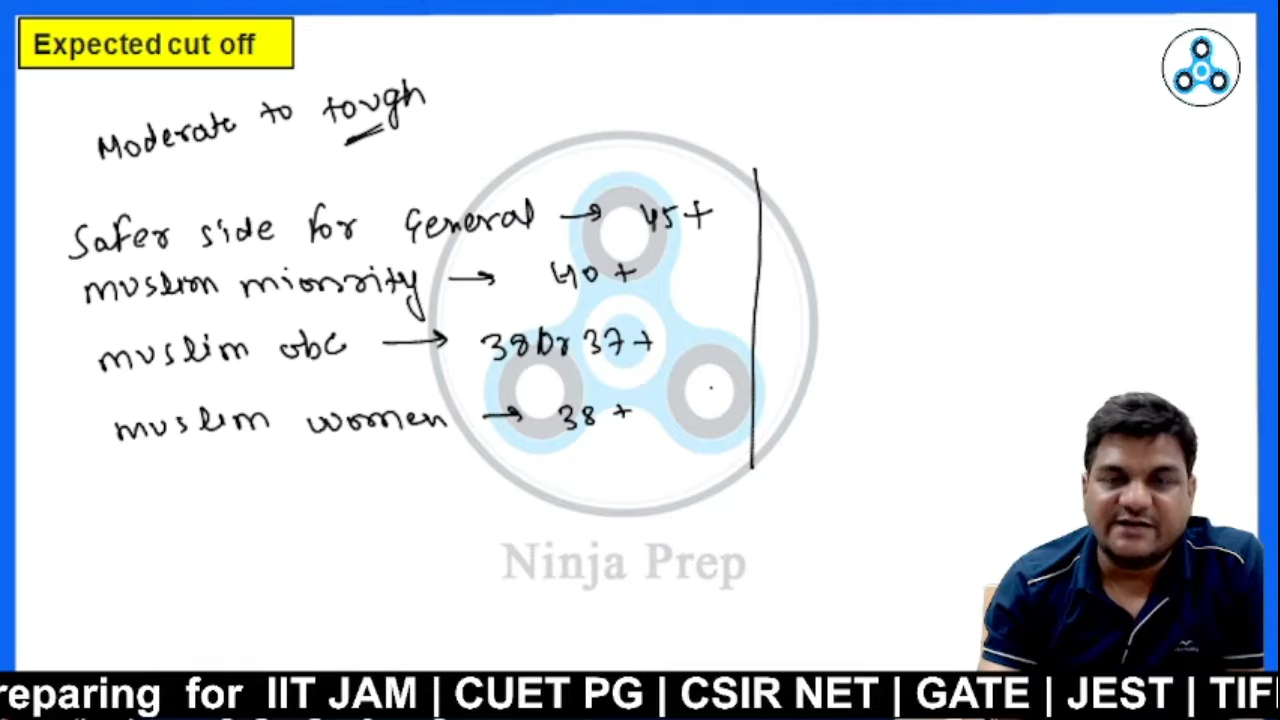 Expected cut off
Moderate to tough
Safer side for General → 45+
muslim miority → 40+
muslim obc → 38 or 37+
muslim women → 38+
Ninja Prep
reparing for IIT JAM | CUET PG | CSIR NET | GATE | JEST | TIF